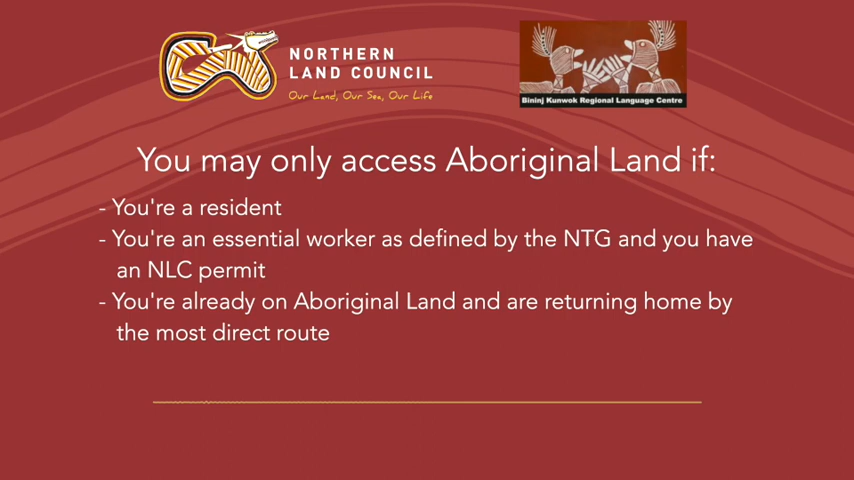 NORTHERN
LAND COUNCIL
Our Land, Our Sea, Our Life
Bininj Kunwok Regional Language Centre
You may only access Aboriginal Land if:
- You're a resident
- You're an essential worker as defined by the NTG and you have
an NLC permit
- You're already on Aboriginal Land and are returning home by
the most direct route